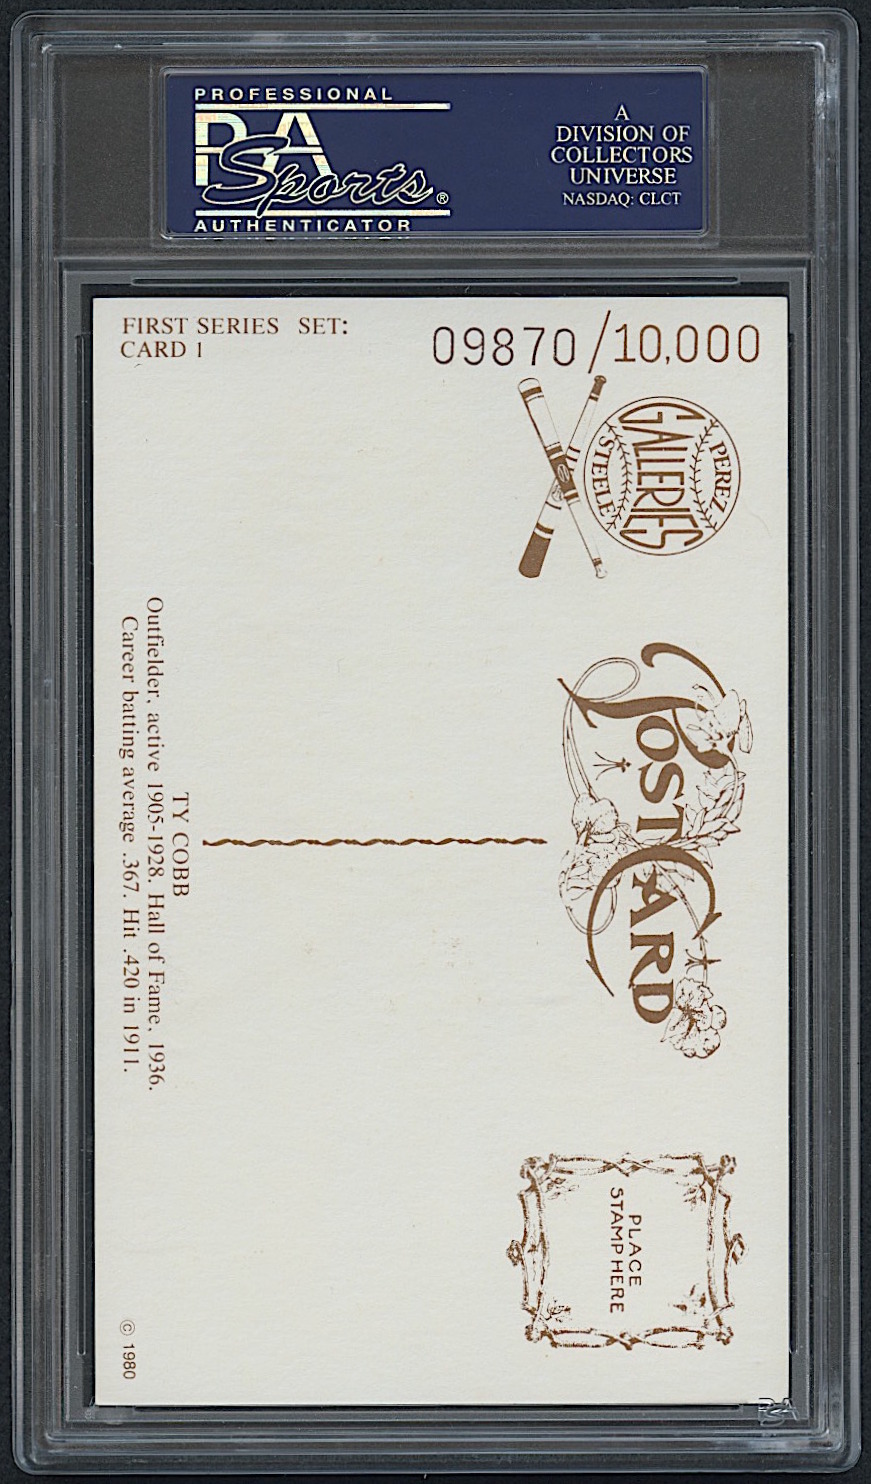 PROFESSIONAL
PSA
Sports®
AUTHENTICATOR
A
DIVISION OF
COLLECTORS
UNIVERSE
NASDAQ: CLCT
FIRST SERIES SET:
CARD 1
09870/10,000
PEREZ
GALLERIES
STEELE
POSTCARD
PLACE
STAMP HERE
TY COBB
Outfielder, active 1905-1928. Hall of Fame, 1936.
Career batting average .367. Hit .420 in 1911.
© 1980
PSA